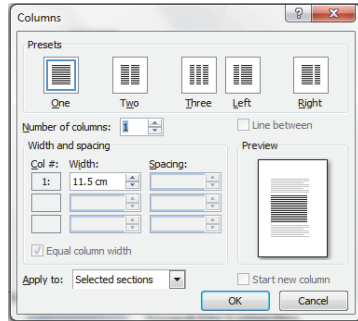 Columns
Presets
One Two Three Left Right
Number of columns: 1 Line between
Width and spacing Preview
Col #: Width: Spacing:
1: 11.5 cm
Equal column width
Apply to: Selected sections Start new column
OK Cancel